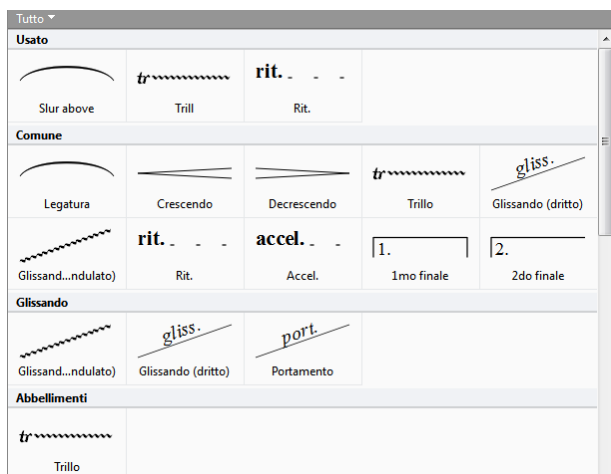 Tutto
Usato
tr rit.
Slur above Trill Rit.
Comune
tr gliss.
Legatura Crescendo Decrescendo Trillo Glissando (dritto)
rit. accel. 1. 2.
Glissand...ndulato) Rit. Accel. 1mo finale 2do finale
Glissando
gliss. port.
Glissand...ndulato) Glissando (dritto) Portamento
Abbellimenti
tr
Trillo